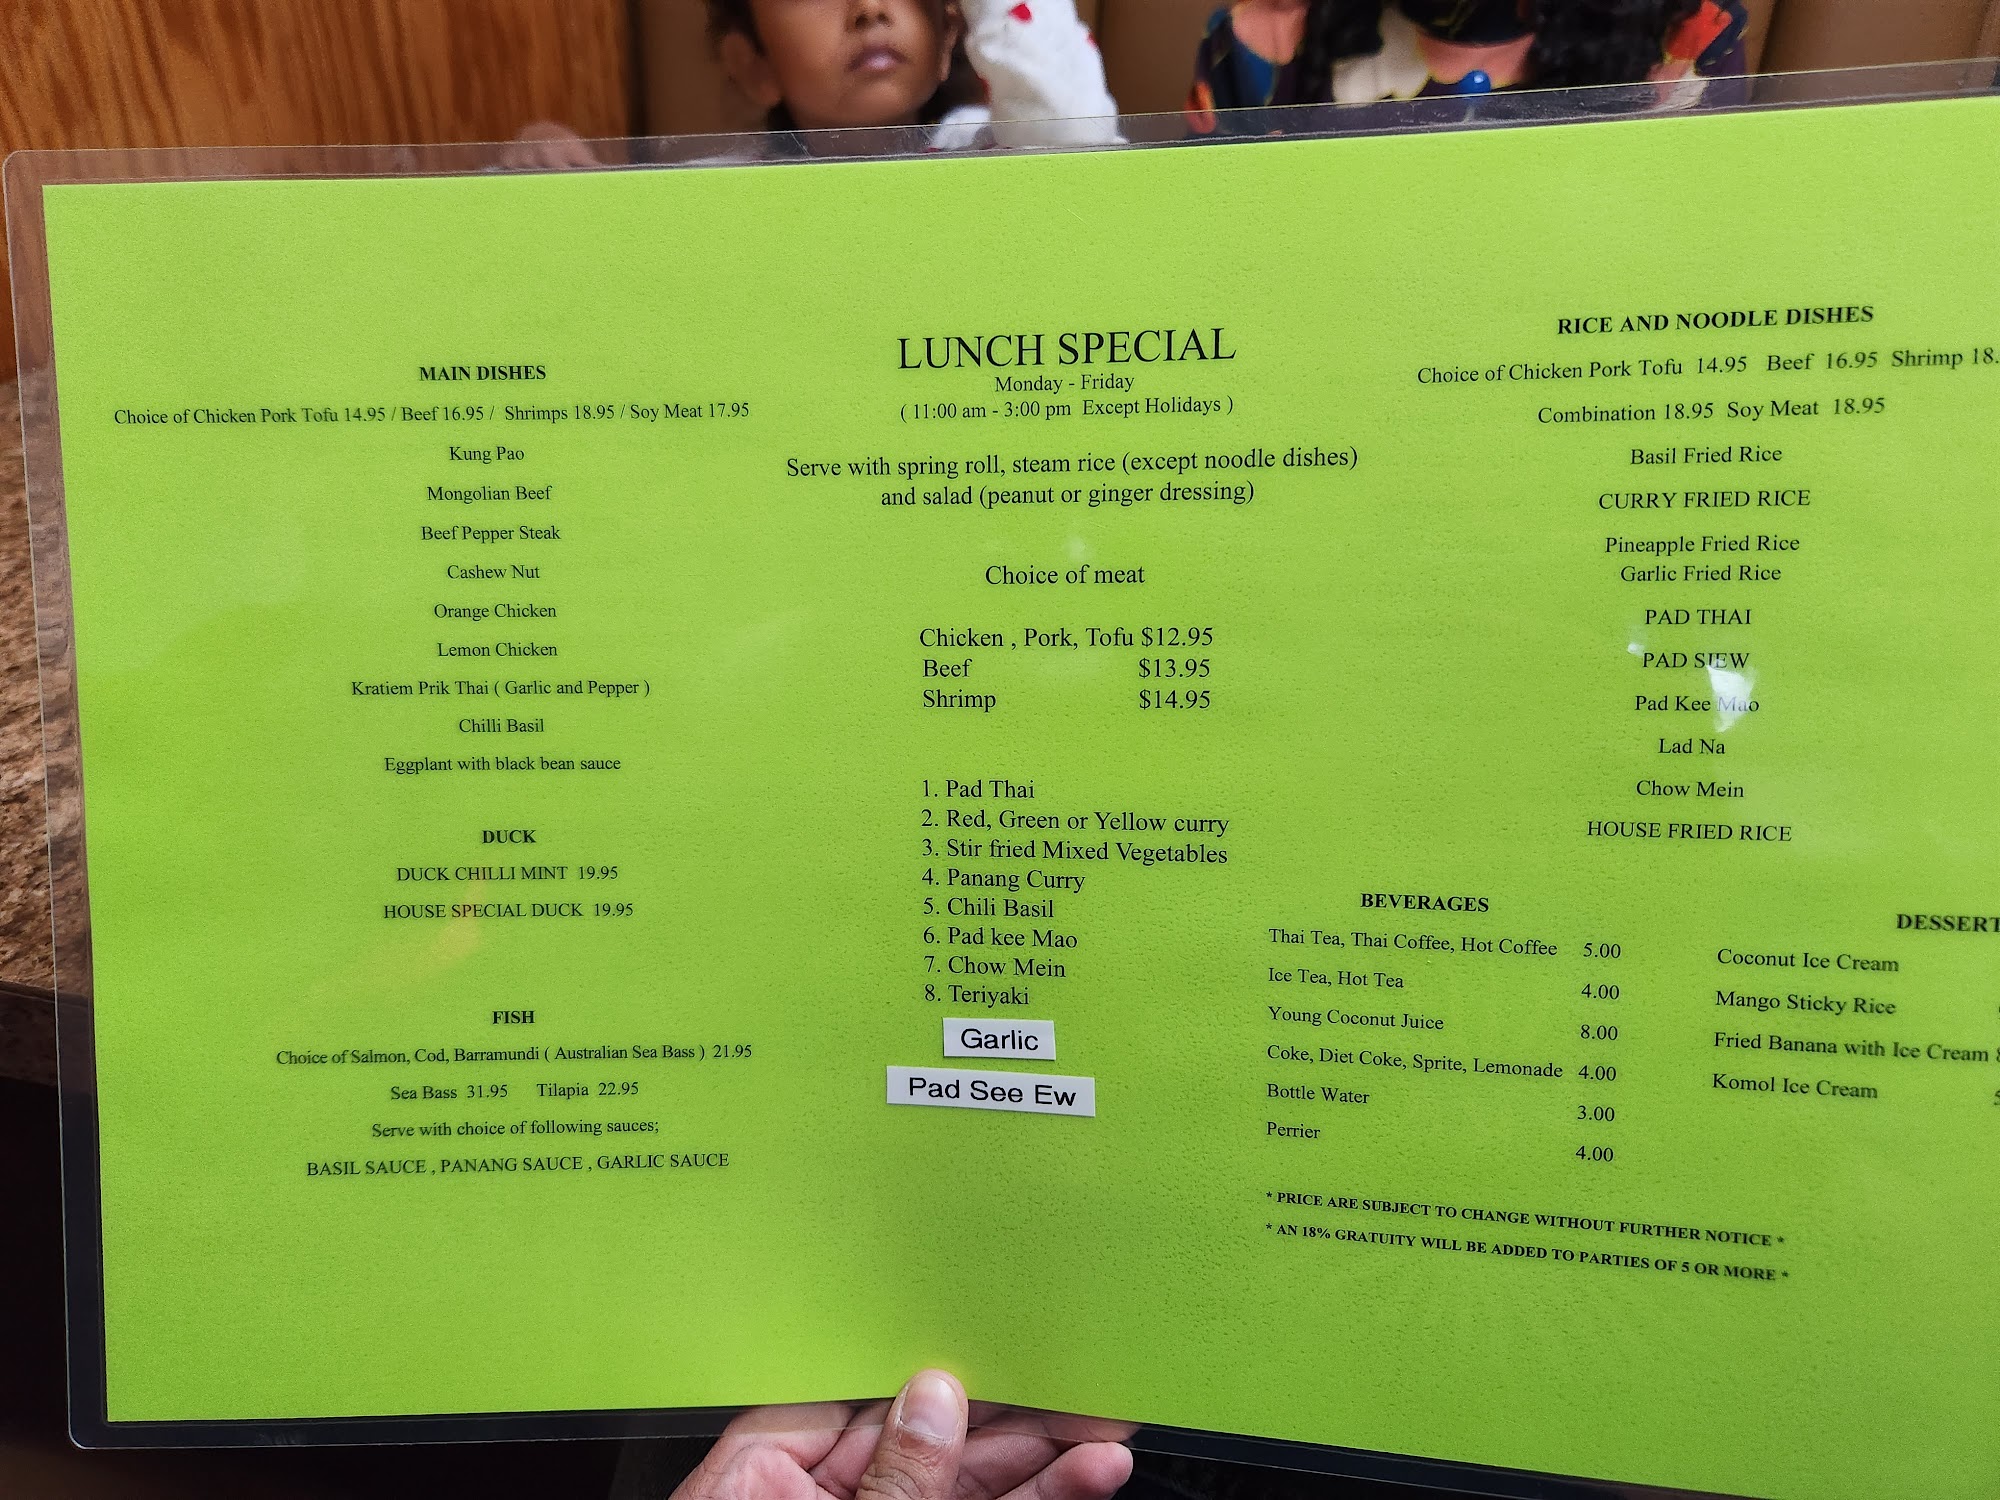 MAIN DISHES
Choice of Chicken Pork Tofu 14.95 / Beef 16.95 / Shrimps 18.95 / Soy Meat 17.95
Kung Pao
Mongolian Beef
Beef Pepper Steak
Cashew Nut
Orange Chicken
Lemon Chicken
Kratiem Prik Thai ( Garlic and Pepper )
Chilli Basil
Eggplant with black bean sauce
DUCK
DUCK CHILLI MINT 19.95
HOUSE SPECIAL DUCK 19.95
FISH
Choice of Salmon, Cod, Barramundi ( Australian Sea Bass ) 21.95
Sea Bass 31.95 Tilapia 22.95
Serve with choice of following sauces;
BASIL SAUCE , PANANG SAUCE , GARLIC SAUCE
LUNCH SPECIAL
Monday - Friday
( 11:00 am - 3:00 pm Except Holidays )
Serve with spring roll, steam rice (except noodle dishes)
and salad (peanut or ginger dressing)
Choice of meat
Chicken , Pork, Tofu $12.95
Beef $13.95
Shrimp $14.95
1. Pad Thai
2. Red, Green or Yellow curry
3. Stir fried Mixed Vegetables
4. Panang Curry
5. Chili Basil
6. Pad kee Mao
7. Chow Mein
8. Teriyaki
Garlic
Pad See Ew
RICE AND NOODLE DISHES
Choice of Chicken Pork Tofu 14.95 Beef 16.95 Shrimp 18.
Combination 18.95 Soy Meat 18.95
Basil Fried Rice
CURRY FRIED RICE
Pineapple Fried Rice
Garlic Fried Rice
PAD THAI
PAD SIEW
Pad Kee Mao
Lad Na
Chow Mein
HOUSE FRIED RICE
BEVERAGES
Thai Tea, Thai Coffee, Hot Coffee 5.00
Ice Tea, Hot Tea 4.00
Young Coconut Juice 8.00
Coke, Diet Coke, Sprite, Lemonade 4.00
Bottle Water 3.00
Perrier 4.00
DESSERT
Coconut Ice Cream
Mango Sticky Rice
Fried Banana with Ice Cream
Komol Ice Cream
* PRICE ARE SUBJECT TO CHANGE WITHOUT FURTHER NOTICE *
* AN 18% GRATUITY WILL BE ADDED TO PARTIES OF 5 OR MORE *